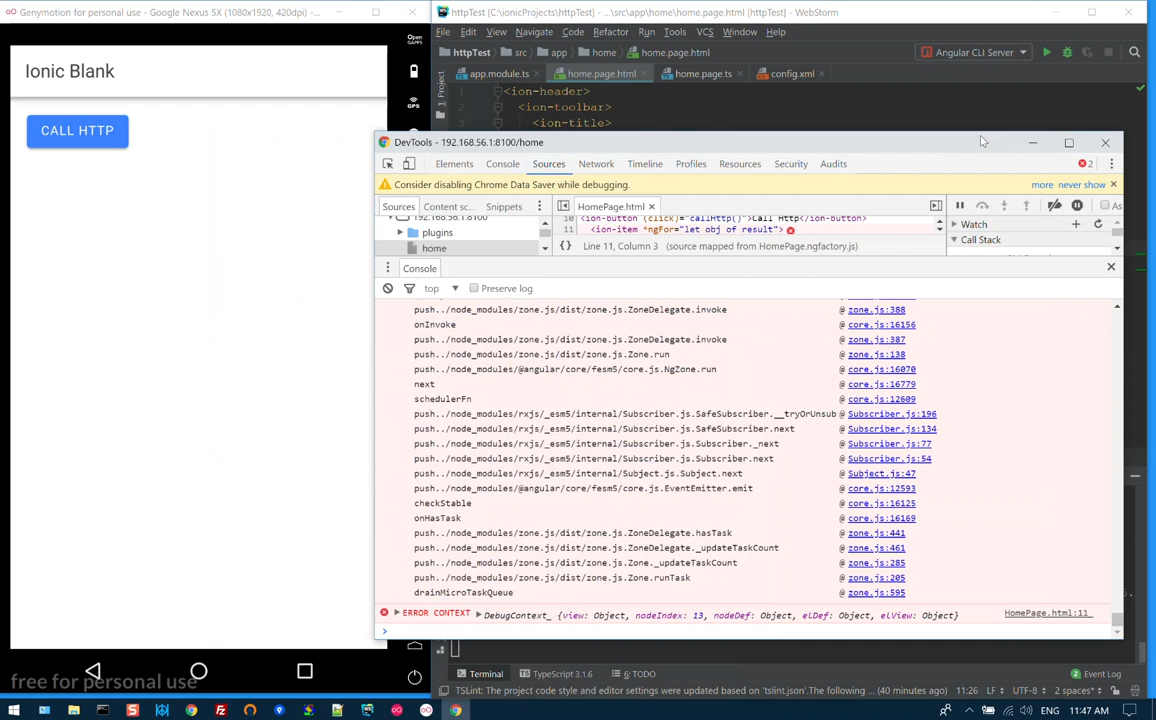 Genymotion for personal use - Google Nexus 5X (1080x1920, 420dpi) -...
httpTest [C:\ionicProjects\httpTest] - ...\src\app\home\home.page.html [httpTest] - WebStorm
File Edit View Navigate Code Refactor Run Tools VCS Window Help
httpTest src app home home.page.html
Angular CLI Server
app.module.ts home.page.html home.page.ts config.xml
Open
GAPPS
GPS
Ionic Blank
CALL HTTP
1: Project
1 <ion-header>
2 <ion-toolbar>
3 <ion-title>
DevTools - 192.168.56.1:8100/home
Elements Console Sources Network Timeline Profiles Resources Security Audits 2
Consider disabling Chrome Data Saver while debugging. more never show
Sources Content sc... Snippets HomePage.html As
192.168.56.1:8100
plugins
home
10 <ion-button (click)="callHttp()">Call Http</ion-button>
11 <ion-item *ngFor="let obj of result">
{} Line 11, Column 3 (source mapped from HomePage.ngfactory.js)
Watch
Call Stack
Console
top Preserve log
push../node_modules/zone.js/dist/zone.js.ZoneDelegate.invoke @ zone.js:388
onInvoke @ core.js:16156
push../node_modules/zone.js/dist/zone.js.ZoneDelegate.invoke @ zone.js:387
push../node_modules/zone.js/dist/zone.js.Zone.run @ zone.js:138
push../node_modules/@angular/core/fesm5/core.js.NgZone.run @ core.js:16070
next @ core.js:16779
schedulerFn @ core.js:12609
push../node_modules/rxjs/_esm5/internal/Subscriber.js.SafeSubscriber.__tryOrUnsub @ Subscriber.js:196
push../node_modules/rxjs/_esm5/internal/Subscriber.js.SafeSubscriber.next @ Subscriber.js:134
push../node_modules/rxjs/_esm5/internal/Subscriber.js.Subscriber._next @ Subscriber.js:77
push../node_modules/rxjs/_esm5/internal/Subscriber.js.Subscriber.next @ Subscriber.js:54
push../node_modules/rxjs/_esm5/internal/Subject.js.Subject.next @ Subject.js:47
push../node_modules/@angular/core/fesm5/core.js.EventEmitter.emit @ core.js:12593
checkStable @ core.js:16125
onHasTask @ core.js:16169
push../node_modules/zone.js/dist/zone.js.ZoneDelegate.hasTask @ zone.js:441
push../node_modules/zone.js/dist/zone.js.ZoneDelegate._updateTaskCount @ zone.js:461
push../node_modules/zone.js/dist/zone.js.Zone._updateTaskCount @ zone.js:285
push../node_modules/zone.js/dist/zone.js.Zone.runTask @ zone.js:205
drainMicroTaskQueue @ zone.js:595
ERROR CONTEXT DebugContext_ {view: Object, nodeIndex: 13, nodeDef: Object, elDef: Object, elView: Object} HomePage.html:11
>
free for personal use
Terminal TypeScript 3.1.6 6: TODO 2 Event Log
TSLint: The project code style and editor settings were updated based on 'tslint.json'.The following ... (40 minutes ago) 11:26 LF UTF-8 2 spaces*
ENG 11:47 AM